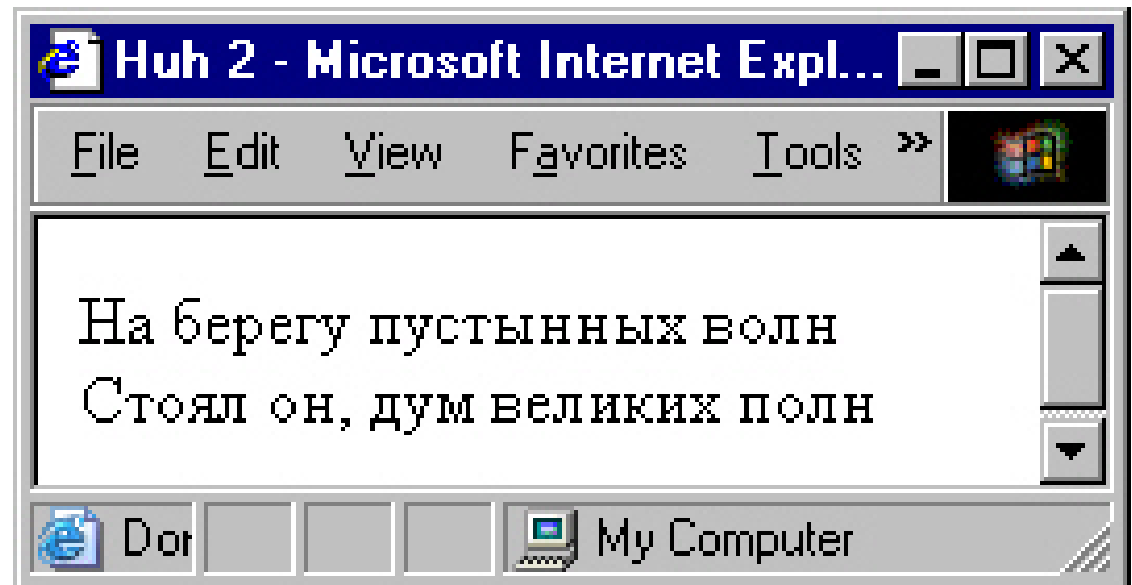 Huh 2 - Microsoft Internet Expl...
File Edit View Favorites Tools »
На берегу пустынных волн
Стоял он, дум великих полн
My Computer